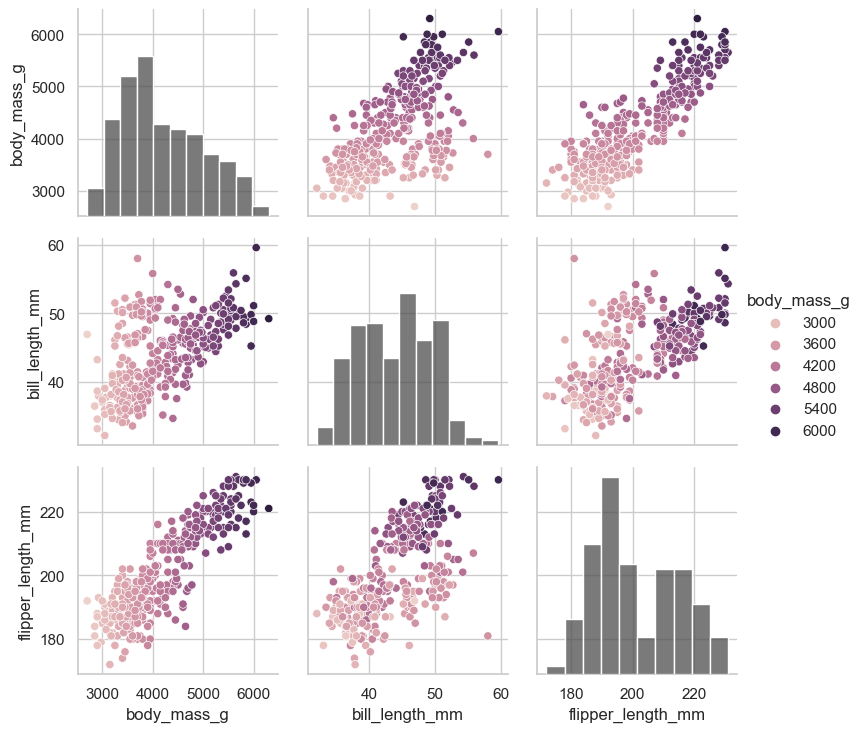 body_mass_g
6000
5000
4000
3000
bill_length_mm
60
50
40
flipper_length_mm
220
200
180
3000 4000 5000 6000
body_mass_g
40 50 60
bill_length_mm
180 200 220
flipper_length_mm
body_mass_g
3000
3600
4200
4800
5400
6000